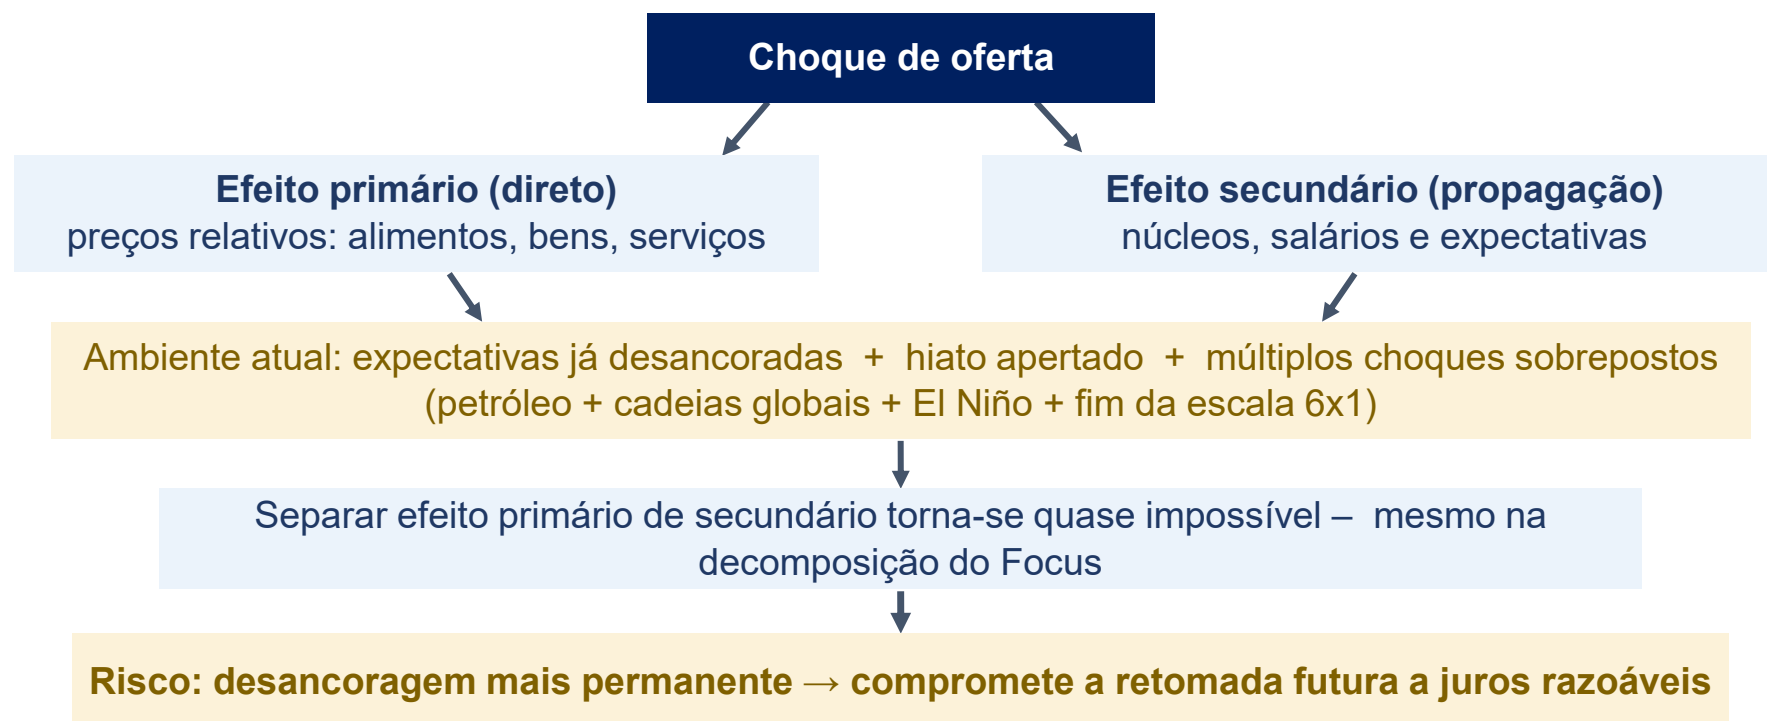 Choque de oferta
Efeito primário (direto)
preços relativos: alimentos, bens, serviços
Efeito secundário (propagação)
núcleos, salários e expectativas
Ambiente atual: expectativas já desancoradas + hiato apertado + múltiplos choques sobrepostos
(petróleo + cadeias globais + El Niño + fim da escala 6x1)
Separar efeito primário de secundário torna-se quase impossível – mesmo na
decomposição do Focus
Risco: desancoragem mais permanente → compromete a retomada futura a juros razoáveis